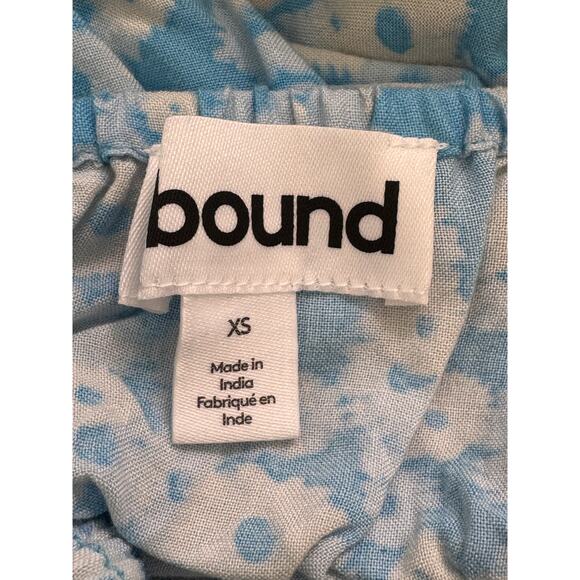 bound
XS
Made in
India
Fabriqué en
Inde